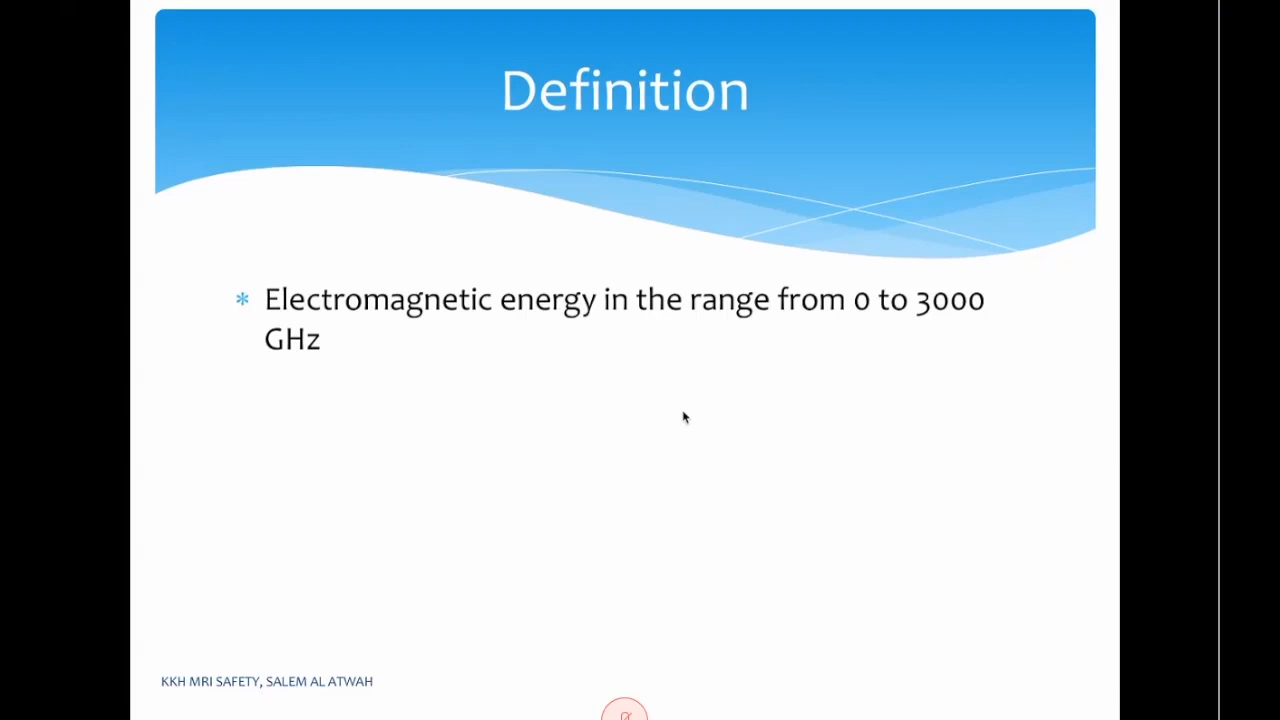 Definition
* Electromagnetic energy in the range from 0 to 3000
GHz
KKH MRI SAFETY, SALEM AL ATWAH